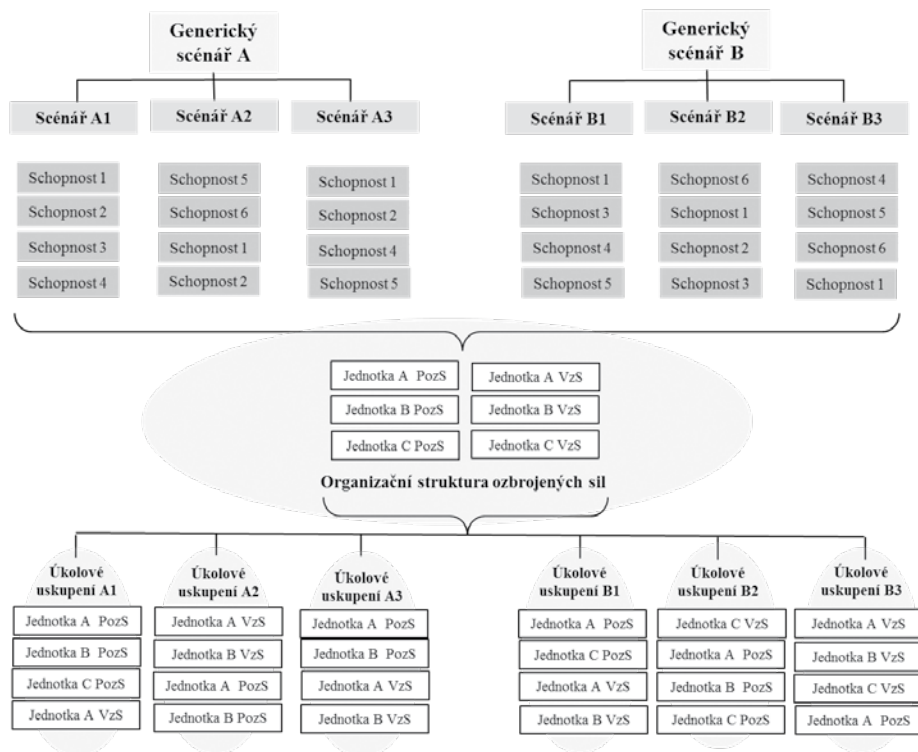 Generický
scénář A
Generický
scénář B
Scénář A1
Scénář A2
Scénář A3
Scénář B1
Scénář B2
Scénář B3
Schopnost 1
Schopnost 2
Schopnost 3
Schopnost 4
Schopnost 5
Schopnost 6
Schopnost 1
Schopnost 2
Schopnost 1
Schopnost 2
Schopnost 4
Schopnost 5
Schopnost 1
Schopnost 3
Schopnost 4
Schopnost 5
Schopnost 6
Schopnost 1
Schopnost 2
Schopnost 3
Schopnost 4
Schopnost 5
Schopnost 6
Schopnost 1
Jednotka A PozS
Jednotka A VzS
Jednotka B PozS
Jednotka B VzS
Jednotka C PozS
Jednotka C VzS
Organizační struktura ozbrojených sil
Úkolové
uskupení A1
Jednotka A PozS
Jednotka B PozS
Jednotka C PozS
Jednotka A VzS
Úkolové
uskupení A2
Jednotka A VzS
Jednotka B VzS
Jednotka A PozS
Jednotka B PozS
Úkolové
uskupení A3
Jednotka A PozS
Jednotka B PozS
Jednotka A VzS
Jednotka B VzS
Úkolové
uskupení B1
Jednotka A PozS
Jednotka C PozS
Jednotka A VzS
Jednotka B VzS
Úkolové
uskupení B2
Jednotka C VzS
Jednotka A PozS
Jednotka B PozS
Jednotka C PozS
Úkolové
uskupení B3
Jednotka A VzS
Jednotka B VzS
Jednotka C VzS
Jednotka A PozS